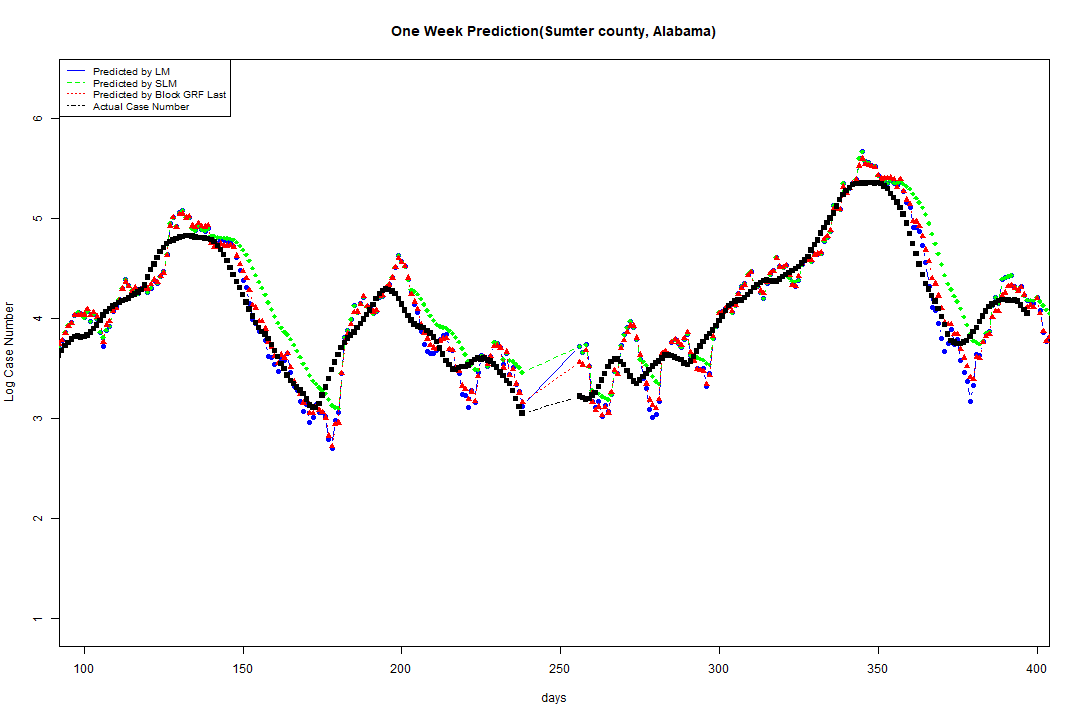 One Week Prediction(Sumter county, Alabama)
Predicted by LM
Predicted by SLM
Predicted by Block GRF Last
Actual Case Number
6
5
4
3
2
1
Log Case Number
100 150 200 250 300 350 400
days